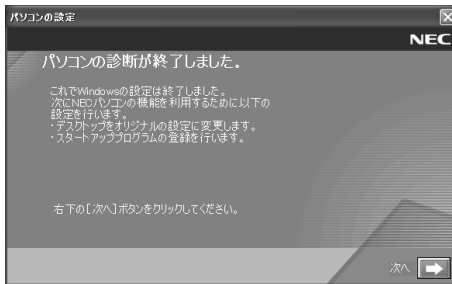 パソコンの設定
NEC
パソコンの診断が終了しました。
これでWindowsの設定は終了しました。
次にNECパソコンの機能を利用するために以下の
設定を行います。
・デスクトップをオリジナルの設定に変更します。
・スタートアッププログラムの登録を行います。
右下の[次へ]ボタンをクリックしてください。
次へ